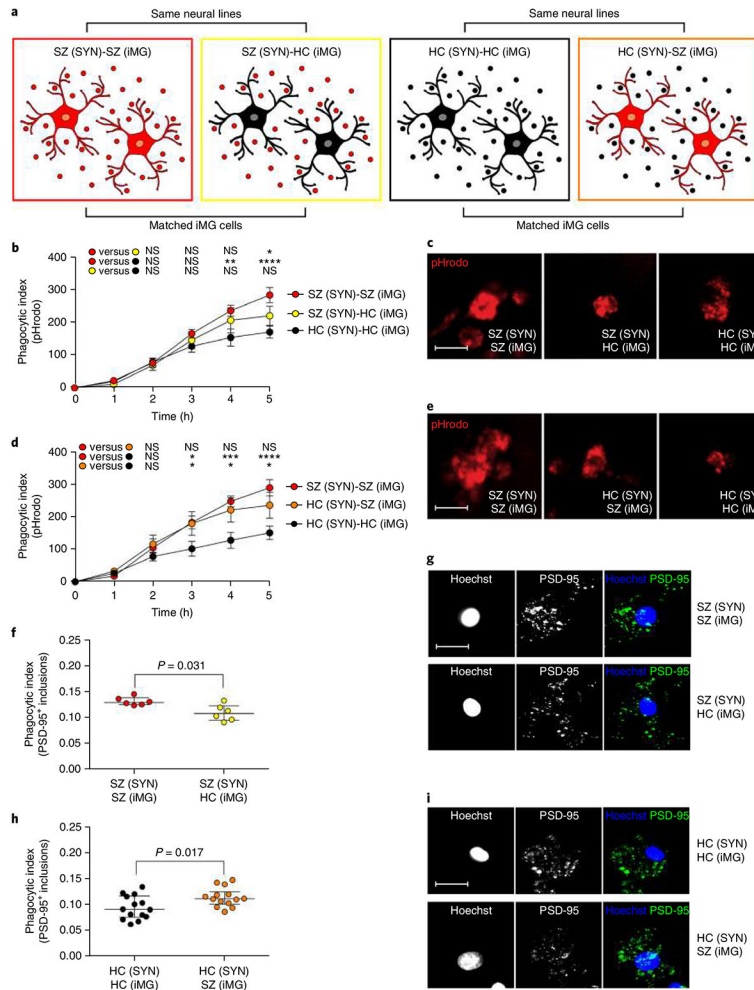 a
Same neural lines
Same neural lines
SZ (SYN)-SZ (iMG)
SZ (SYN)-HC (iMG)
HC (SYN)-HC (iMG)
HC (SYN)-SZ (iMG)
Matched iMG cells
Matched iMG cells
b
versus NS NS NS *
versus NS NS ** ****
versus NS NS NS NS
Phagocytic index
(pHrodo)
400
300
200
100
0
0 1 2 3 4 5
Time (h)
SZ (SYN)-SZ (iMG)
SZ (SYN)-HC (iMG)
HC (SYN)-HC (iMG)
c
pHrodo
SZ (SYN)
SZ (iMG)
SZ (SYN)
HC (iMG)
HC (SY
HC (iM
d
versus NS NS NS NS
versus NS * *** ****
versus NS * * *
Phagocytic index
(pHrodo)
400
300
200
100
0
0 1 2 3 4 5
Time (h)
SZ (SYN)-SZ (iMG)
HC (SYN)-SZ (iMG)
HC (SYN)-HC (iMG)
e
pHrodo
SZ (SYN)
SZ (iMG)
HC (SYN)
SZ (iMG)
HC (SY
HC (iM
f
Phagocytic index
(PSD-95+ inclusions)
0.25
0.20
0.15
0.10
0.05
0.00
P = 0.031
SZ (SYN)
SZ (iMG)
SZ (SYN)
HC (iMG)
g
Hoechst
PSD-95
Hoechst PSD-95
SZ (SYN)
SZ (iMG)
Hoechst
PSD-95
Hoechst PSD-95
SZ (SYN)
HC (iMG)
h
Phagocytic index
(PSD-95+ inclusions)
0.25
0.20
0.15
0.10
0.05
0.00
P = 0.017
HC (SYN)
HC (iMG)
HC (SYN)
SZ (iMG)
i
Hoechst
PSD-95
Hoechst PSD-95
HC (SYN)
HC (iMG)
Hoechst
PSD-95
Hoechst PSD-95
HC (SYN)
SZ (iMG)